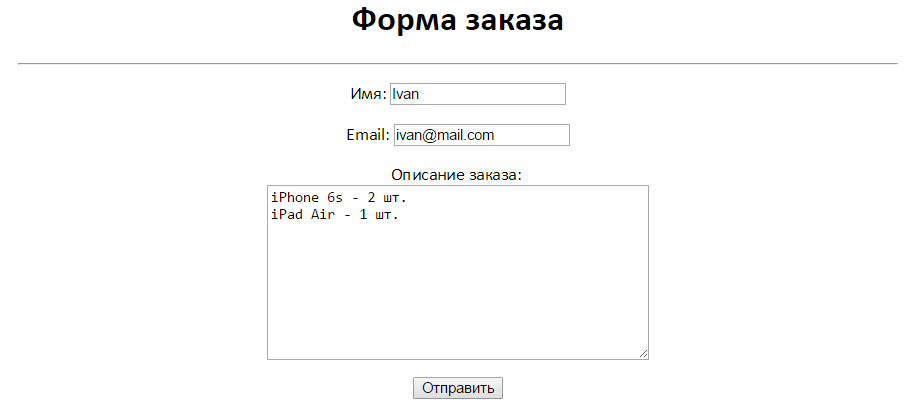 Форма заказа
Имя: Ivan
Email: ivan@mail.com
Описание заказа:
iPhone 6s - 2 шт.
iPad Air - 1 шт.
Отправить